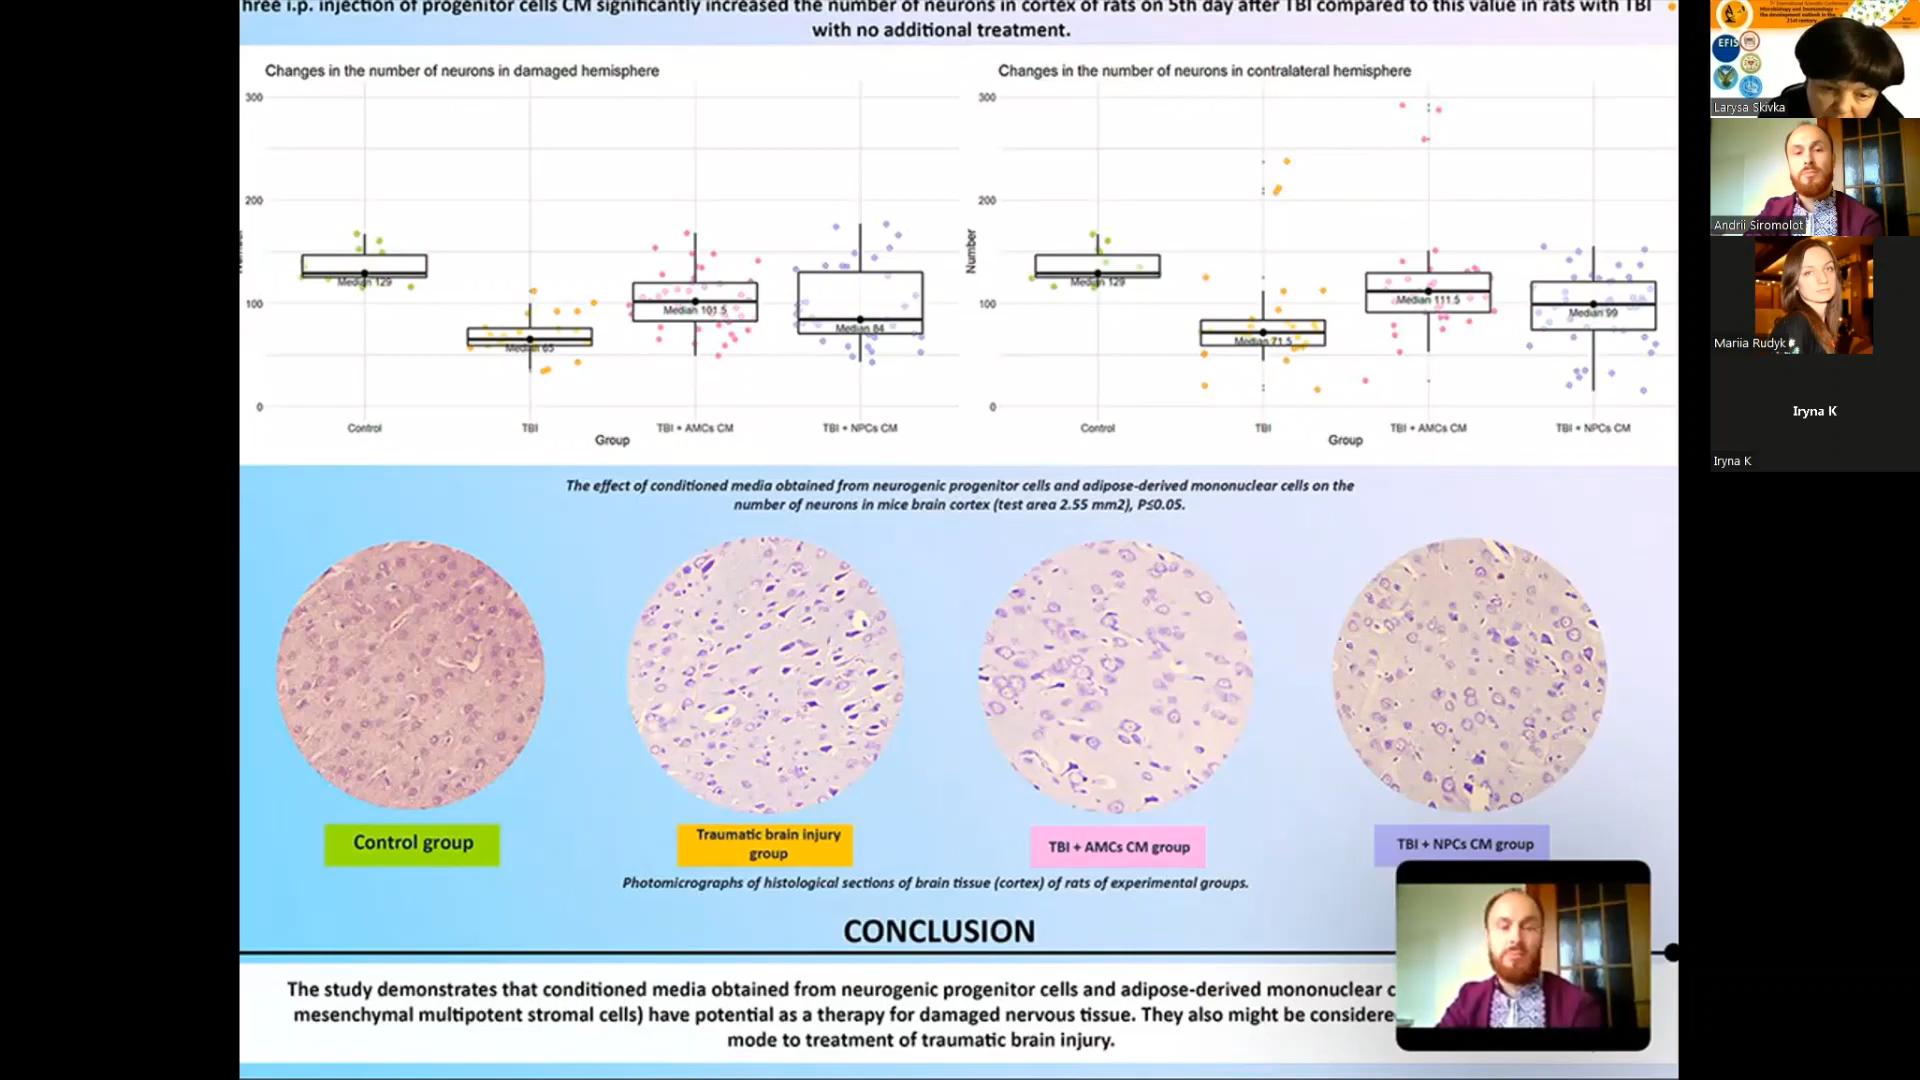 hree i.p. injection of progenitor cells CM significantly increased the number of neurons in cortex of rats on 5th day after TBI compared to this value in rats with TBI
with no additional treatment.
Changes in the number of neurons in damaged hemisphere
300
200
100
0
Median 129
Median 65
Median 101.5
Median 84
Control
TBI
TBI + AMCs CM
TBI + NPCs CM
Group
Changes in the number of neurons in contralateral hemisphere
Number
300
200
100
0
Median 129
Median 71.5
Median 111.5
Median 99
Control
TBI
TBI + AMCs CM
TBI + NPCs CM
Group
The effect of conditioned media obtained from neurogenic progenitor cells and adipose-derived mononuclear cells on the
number of neurons in mice brain cortex (test area 2.55 mm2), P≤0.05.
Control group
Traumatic brain injury
group
TBI + AMCs CM group
TBI + NPCs CM group
Photomicrographs of histological sections of brain tissue (cortex) of rats of experimental groups.
CONCLUSION
The study demonstrates that conditioned media obtained from neurogenic progenitor cells and adipose-derived mononuclear c
mesenchymal multipotent stromal cells) have potential as a therapy for damaged nervous tissue. They also might be considere
mode to treatment of traumatic brain injury.
EFIS
Larysa Skivka
Andrii Siromolot
Mariia Rudyk
Iryna K
Iryna K